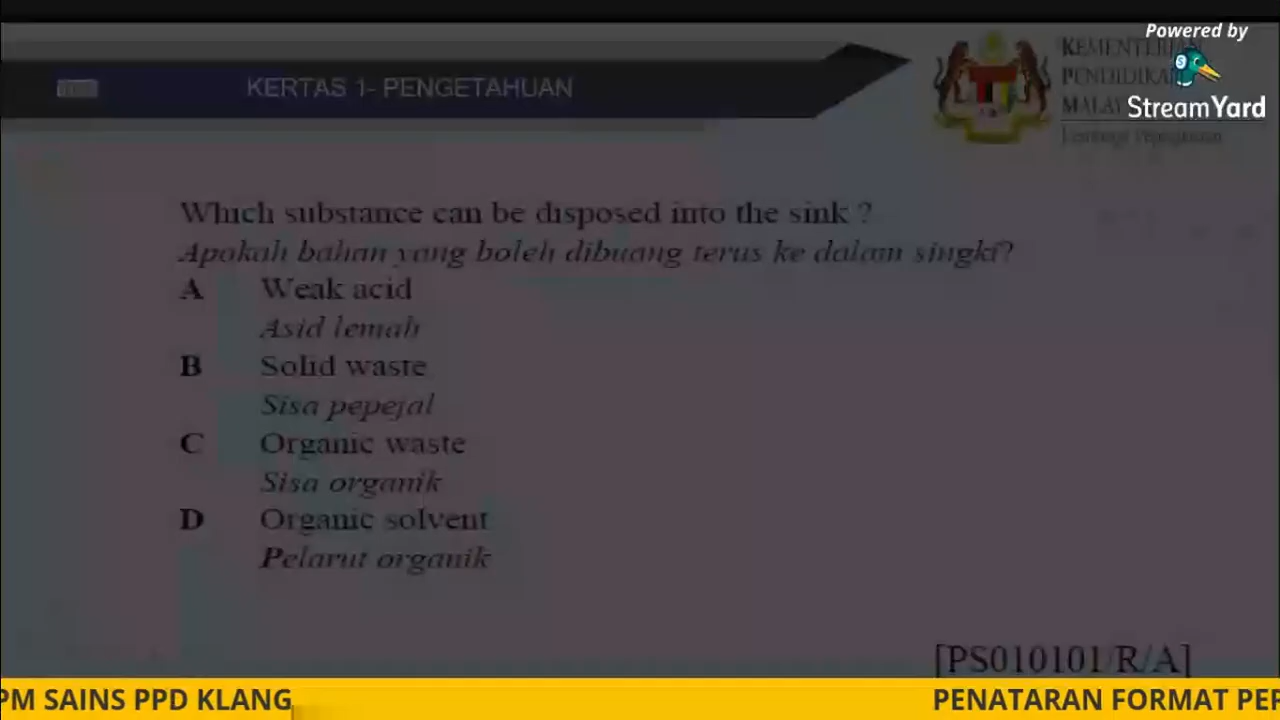 Powered by
StreamYard
KERTAS 1- PENGETAHUAN
KEMENTERIAN
PENDIDIKAN
Which substance can be disposed into the sink ?
Apakah bahan yang boleh dibuang terus ke dalam singki?
A Weak acid
Asid lemah
B Solid waste
Sisa pepejal
C Organic waste
Sisa organik
D Organic solvent
Pelarut organik
[PS010101/R/A]
PM SAINS PPD KLANG
PENATARAN FORMAT PEP